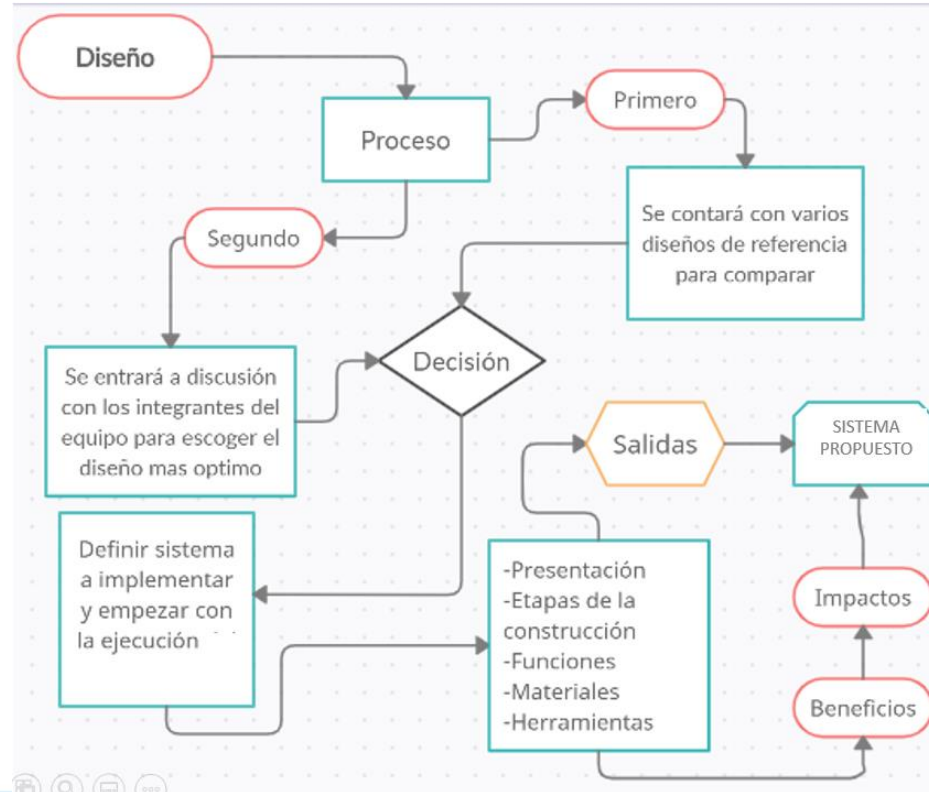 Diseño
Proceso
Primero
Se contará con varios
diseños de referencia
para comparar
Segundo
Se entrará a discusión
con los integrantes del
equipo para escoger el
diseño mas optimo
Decisión
Definir sistema
a implementar
y empezar con
la ejecución
-Presentación
-Etapas de la
construcción
-Funciones
-Materiales
-Herramientas
Salidas
SISTEMA
PROPUESTO
Impactos
Beneficios